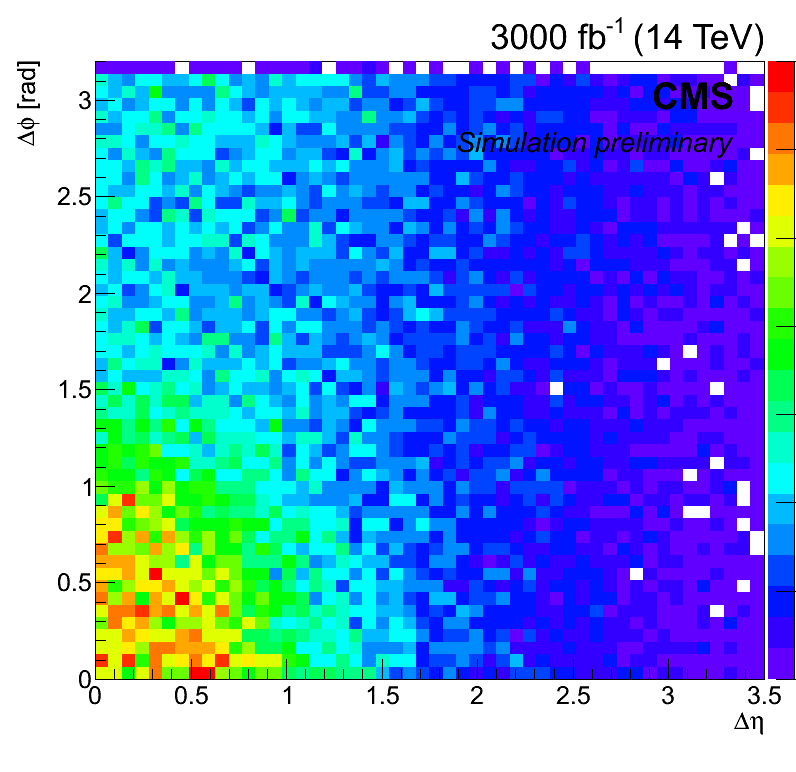 3000 fb-1 (14 TeV)
Δϕ [rad]
CMS
Simulation preliminary
3
2.5
2
1.5
1
0.5
0
0 0.5 1 1.5 2 2.5 3 3.5
Δη